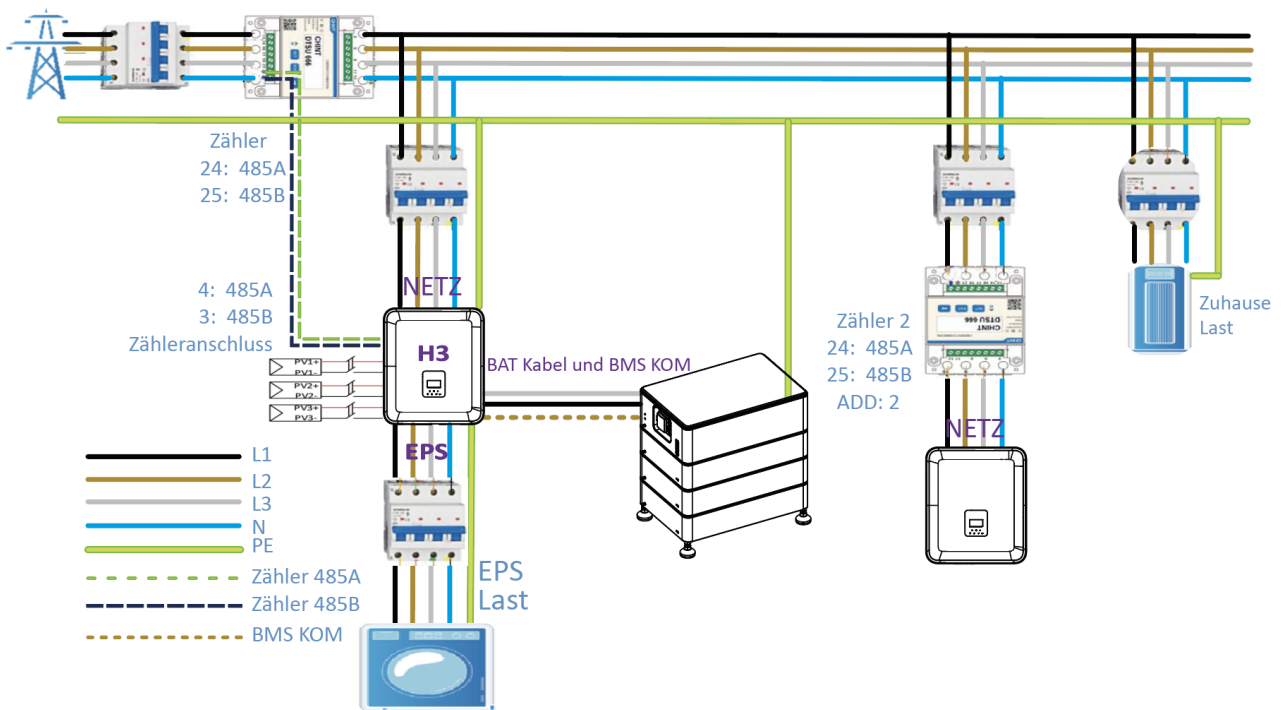 CHINT
DTSU 666
Zähler
24: 485A
25: 485B
4: 485A
3: 485B
Zähleranschluss
NETZ
H3
PV1+
PV1-
PV2+
PV2-
PV3+
PV3-
BAT Kabel und BMS KOM
EPS
EPS
Last
Zähler 2
24: 485A
25: 485B
ADD: 2
CHINT
DTSU 666
NETZ
Zuhause
Last
L1
L2
L3
N
PE
Zähler 485A
Zähler 485B
BMS KOM